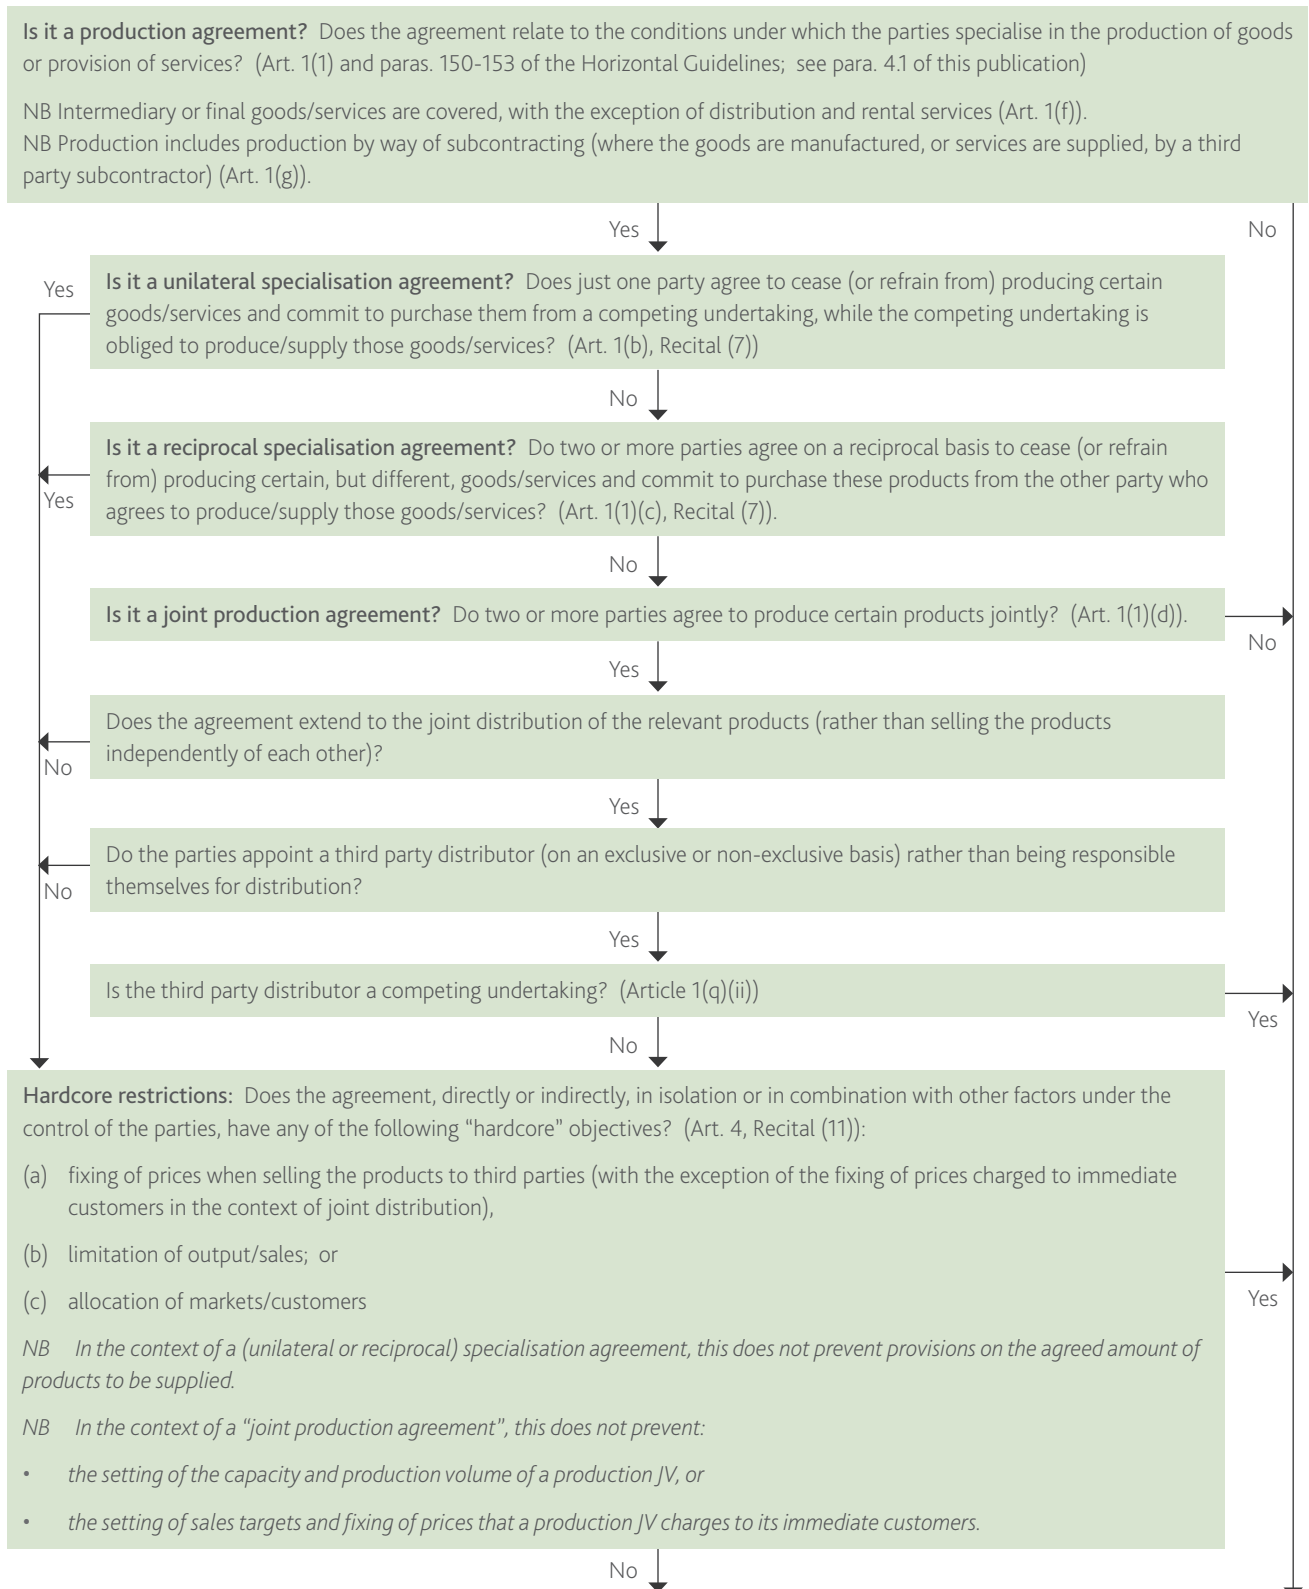 Is it a production agreement? Does the agreement relate to the conditions under which the parties specialise in the production of goods
or provision of services? (Art. 1(1) and paras. 150-153 of the Horizontal Guidelines; see para. 4.1 of this publication)
NB Intermediary or final goods/services are covered, with the exception of distribution and rental services (Art. 1(f)).
NB Production includes production by way of subcontracting (where the goods are manufactured, or services are supplied, by a third
party subcontractor) (Art. 1(g)).
Yes
No
Yes
Is it a unilateral specialisation agreement? Does just one party agree to cease (or refrain from) producing certain
goods/services and commit to purchase them from a competing undertaking, while the competing undertaking is
obliged to produce/supply those goods/services? (Art. 1(b), Recital (7))
No
Is it a reciprocal specialisation agreement? Do two or more parties agree on a reciprocal basis to cease (or refrain
from) producing certain, but different, goods/services and commit to purchase these products from the other party who
agrees to produce/supply those goods/services? (Art. 1(1)(c), Recital (7)).
Yes
No
Is it a joint production agreement? Do two or more parties agree to produce certain products jointly? (Art. 1(1)(d)).
No
Yes
Does the agreement extend to the joint distribution of the relevant products (rather than selling the products
independently of each other)?
No
Yes
Do the parties appoint a third party distributor (on an exclusive or non-exclusive basis) rather than being responsible
themselves for distribution?
No
Yes
Is the third party distributor a competing undertaking? (Article 1(q)(ii))
Yes
No
Hardcore restrictions: Does the agreement, directly or indirectly, in isolation or in combination with other factors under the
control of the parties, have any of the following “hardcore” objectives? (Art. 4, Recital (11)):
(a) fixing of prices when selling the products to third parties (with the exception of the fixing of prices charged to immediate
customers in the context of joint distribution),
(b) limitation of output/sales; or
(c) allocation of markets/customers
Yes
NB In the context of a (unilateral or reciprocal) specialisation agreement, this does not prevent provisions on the agreed amount of
products to be supplied.
NB In the context of a “joint production agreement”, this does not prevent:
• the setting of the capacity and production volume of a production JV, or
• the setting of sales targets and fixing of prices that a production JV charges to its immediate customers.
No